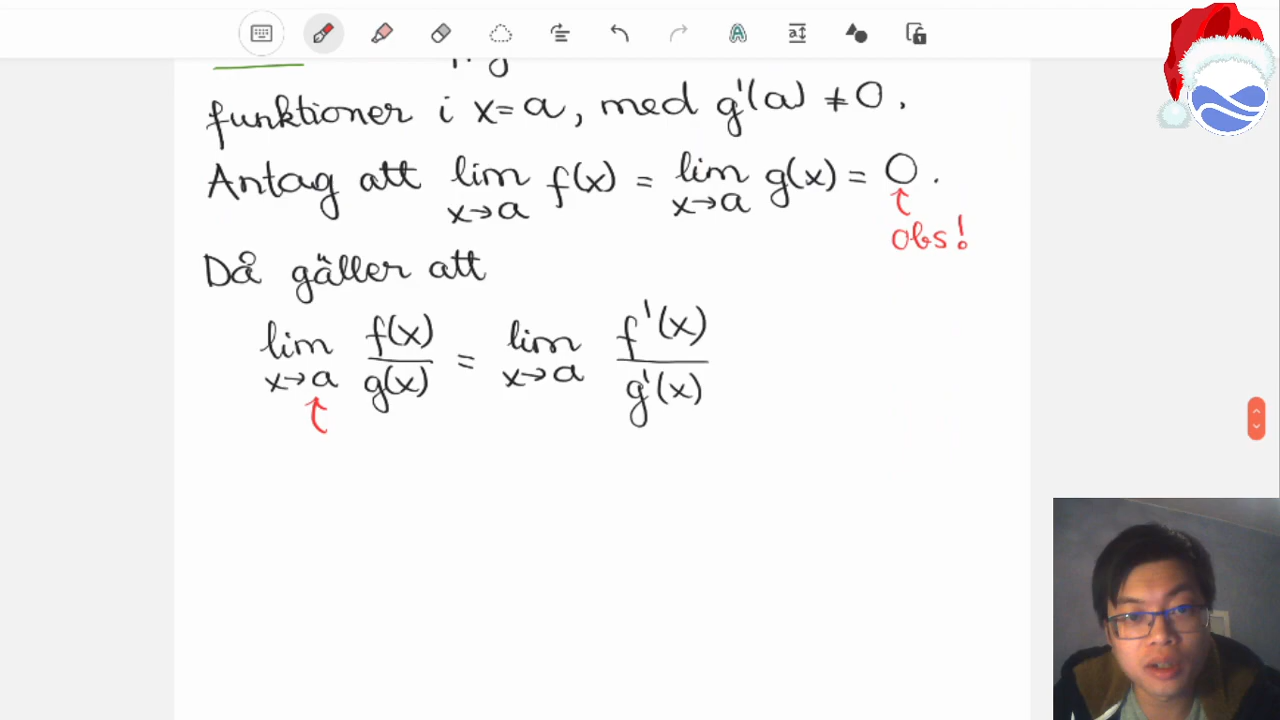 funktioner i x=a, med g'(a) ≠ 0.
Antag att lim x→a f(x) = lim x→a g(x) = 0.
obs!
Då gäller att
lim x→a f(x)/g(x) = lim x→a f'(x)/g'(x)